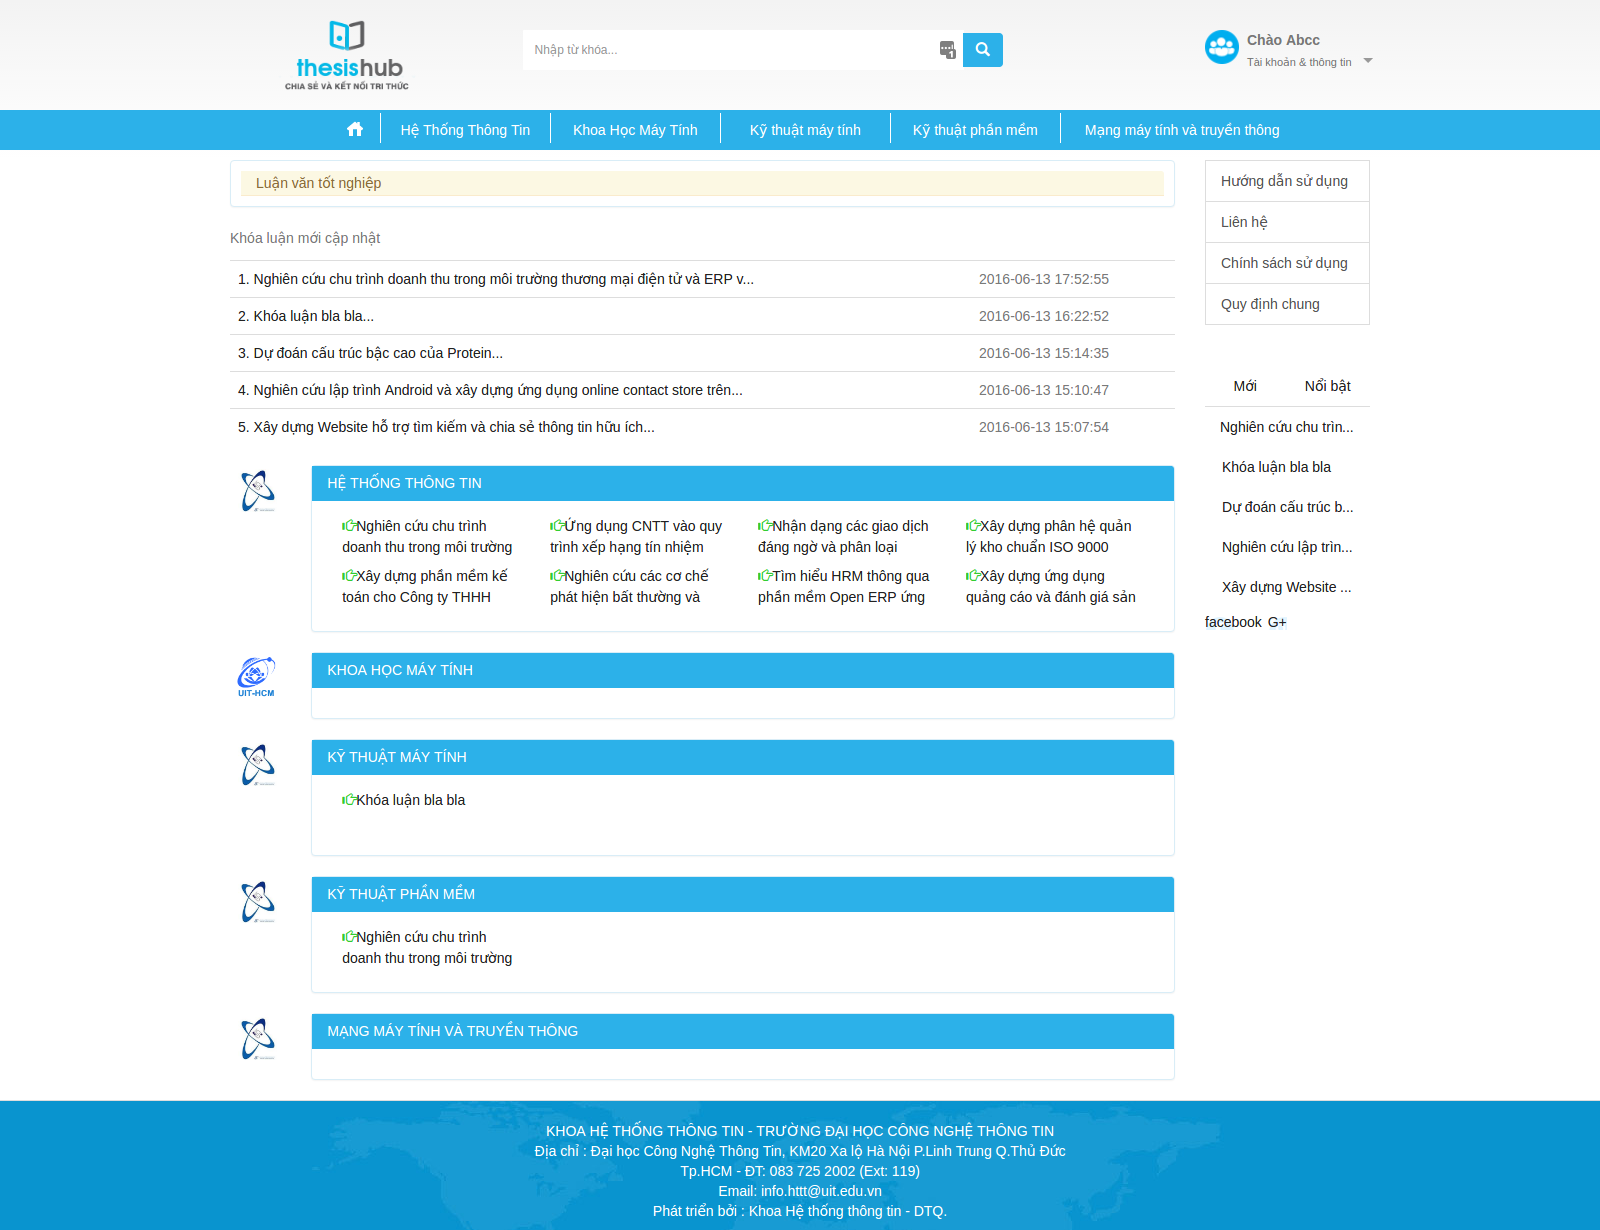 thesishub
CHIA SẺ VÀ KẾT NỐI TRI THỨC
Nhập từ khóa...
1
Chào Abcc
Tài khoản & thông tin
Hệ Thống Thông Tin
Khoa Học Máy Tính
Kỹ thuật máy tính
Kỹ thuật phần mềm
Mạng máy tính và truyền thông
Luận văn tốt nghiệp
Khóa luận mới cập nhật
1. Nghiên cứu chu trình doanh thu trong môi trường thương mại điện tử và ERP v... 2016-06-13 17:52:55
2. Khóa luận bla bla... 2016-06-13 16:22:52
3. Dự đoán cấu trúc bậc cao của Protein... 2016-06-13 15:14:35
4. Nghiên cứu lập trình Android và xây dựng ứng dụng online contact store trên... 2016-06-13 15:10:47
5. Xây dựng Website hỗ trợ tìm kiếm và chia sẻ thông tin hữu ích... 2016-06-13 15:07:54
HỆ THỐNG THÔNG TIN
Nghiên cứu chu trình
doanh thu trong môi trường
Ứng dụng CNTT vào quy
trình xếp hạng tín nhiệm
Nhận dạng các giao dịch
đáng ngờ và phân loại
Xây dựng phân hệ quản
lý kho chuẩn ISO 9000
Xây dựng phần mềm kế
toán cho Công ty THHH
Nghiên cứu các cơ chế
phát hiện bất thường và
Tìm hiểu HRM thông qua
phần mềm Open ERP ứng
Xây dựng ứng dụng
quảng cáo và đánh giá sản
UIT-HCM
KHOA HỌC MÁY TÍNH
KỸ THUẬT MÁY TÍNH
Khóa luận bla bla
KỸ THUẬT PHẦN MỀM
Nghiên cứu chu trình
doanh thu trong môi trường
MẠNG MÁY TÍNH VÀ TRUYỀN THÔNG
Hướng dẫn sử dụng
Liên hệ
Chính sách sử dụng
Quy định chung
Mới
Nổi bật
Nghiên cứu chu trìn...
Khóa luận bla bla
Dự đoán cấu trúc b...
Nghiên cứu lập trìn...
Xây dựng Website ...
facebook G+
KHOA HỆ THỐNG THÔNG TIN - TRƯỜNG ĐẠI HỌC CÔNG NGHỆ THÔNG TIN
Địa chỉ : Đại học Công Nghệ Thông Tin, KM20 Xa lộ Hà Nội P.Linh Trung Q.Thủ Đức
Tp.HCM - ĐT: 083 725 2002 (Ext: 119)
Email: info.httt@uit.edu.vn
Phát triển bởi : Khoa Hệ thống thông tin - DTQ.